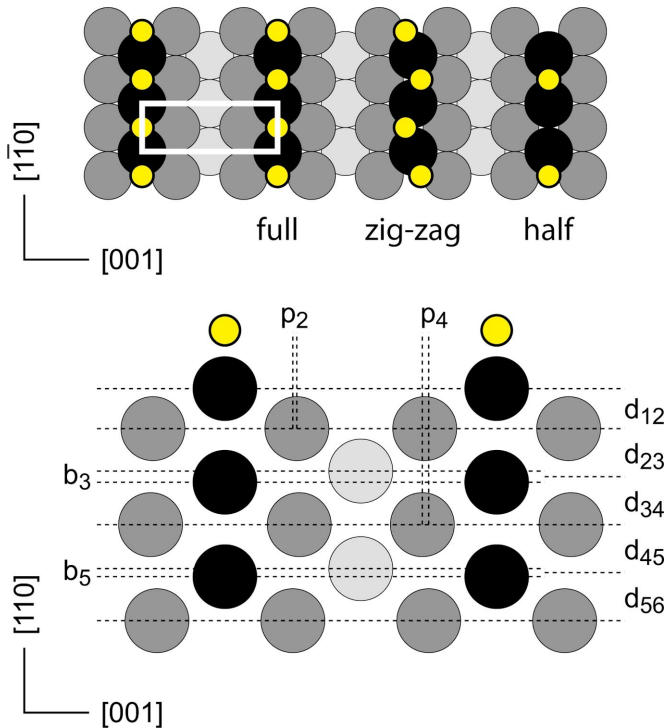 [11̅0]
[001]
full zig-zag half
p₂ p₄
d₁₂
d₂₃
b₃
d₃₄
d₄₅
b₅
d₅₆
[110]
[001]